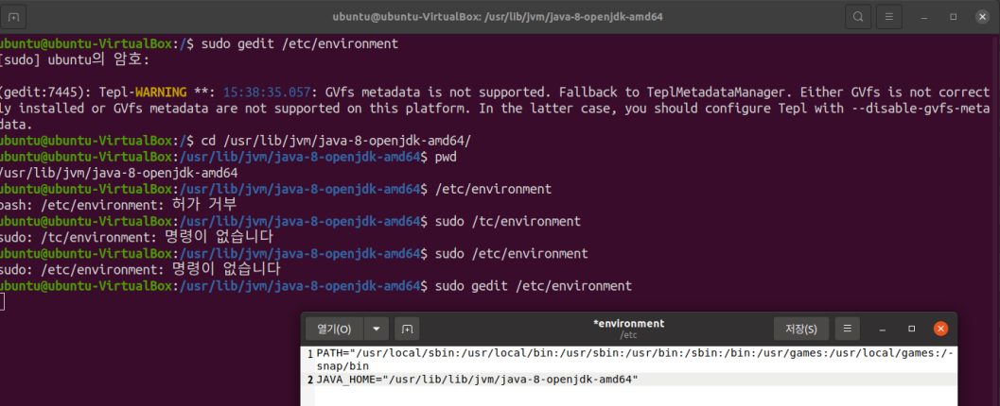 ubuntu@ubuntu-VirtualBox: /usr/lib/jvm/java-8-openjdk-amd64
ubuntu@ubuntu-VirtualBox:/$ sudo gedit /etc/environment
[sudo] ubuntu의 암호:
(gedit:7445): Tepl-WARNING **: 15:38:35.057: GVfs metadata is not supported. Fallback to TeplMetadataManager. Either GVfs is not correct
ly installed or GVfs metadata are not supported on this platform. In the latter case, you should configure Tepl with --disable-gvfs-meta
data.
ubuntu@ubuntu-VirtualBox:/$ cd /usr/lib/jvm/java-8-openjdk-amd64/
ubuntu@ubuntu-VirtualBox:/usr/lib/jvm/java-8-openjdk-amd64$ pwd
/usr/lib/jvm/java-8-openjdk-amd64
ubuntu@ubuntu-VirtualBox:/usr/lib/jvm/java-8-openjdk-amd64$ /etc/environment
bash: /etc/environment: 허가 거부
ubuntu@ubuntu-VirtualBox:/usr/lib/jvm/java-8-openjdk-amd64$ sudo /tc/environment
sudo: /tc/environment: 명령이 없습니다
ubuntu@ubuntu-VirtualBox:/usr/lib/jvm/java-8-openjdk-amd64$ sudo /etc/environment
sudo: /etc/environment: 명령이 없습니다
ubuntu@ubuntu-VirtualBox:/usr/lib/jvm/java-8-openjdk-amd64$ sudo gedit /etc/environment
열기(O)
*environment
/etc
저장(S)
1 PATH="/usr/local/sbin:/usr/local/bin:/usr/sbin:/usr/bin:/sbin:/bin:/usr/games:/usr/local/games:/-
snap/bin
2 JAVA_HOME="/usr/lib/lib/jvm/java-8-openjdk-amd64"